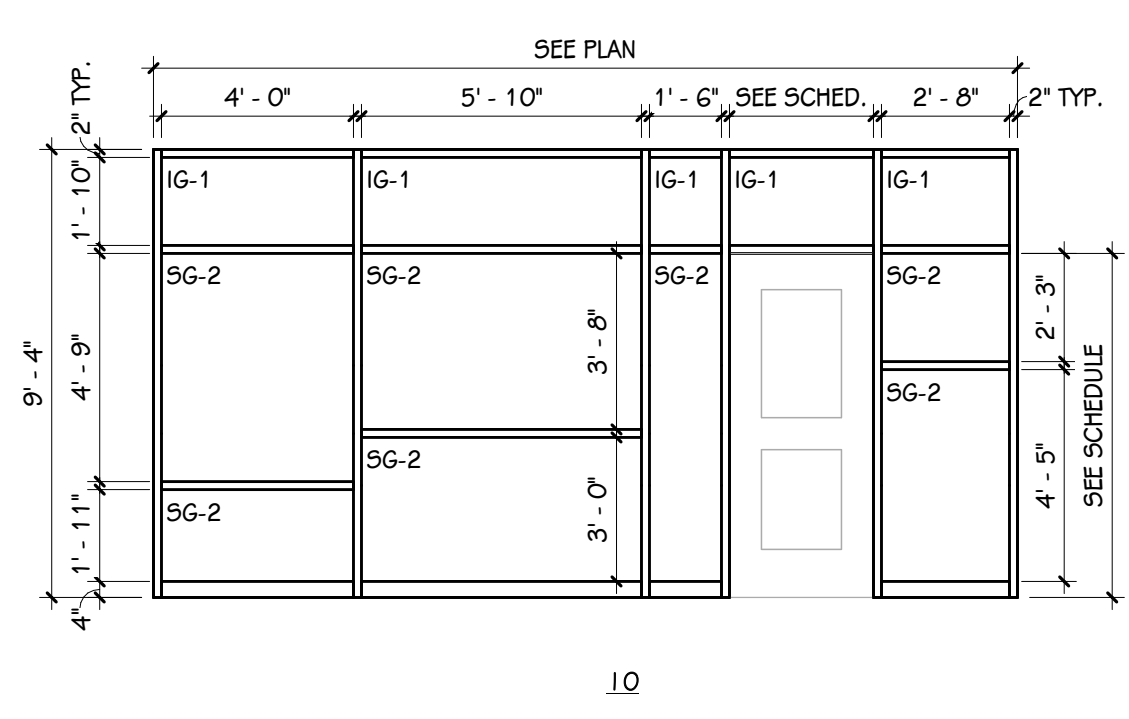 SEE PLAN
2" TYP.
4' - 0"
5' - 10"
1' - 6"
SEE SCHED.
2' - 8"
2" TYP.
1' - 10"
IG-1
IG-1
IG-1
IG-1
IG-1
SG-2
SG-2
SG-2
SG-2
2' - 3"
3' - 8"
9' - 4"
4' - 9"
SEE SCHEDULE
SG-2
SG-2
4' - 5"
3' - 0"
SG-2
1' - 11"
4"
10